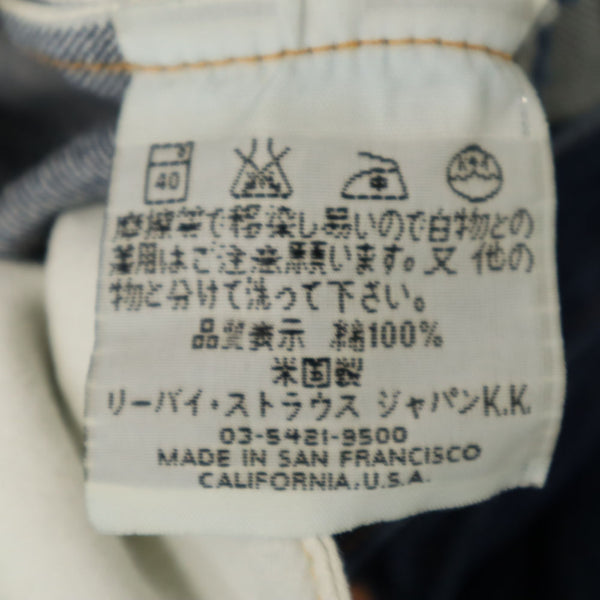 40
摩擦等で移染し易いので白物との
兼用はご注意願います。又 他の
物と分けて洗って下さい。
品質表示 綿100%
米国製
リーバイ・ストラウス ジャパンK.K.
03-5421-9500
MADE IN SAN FRANCISCO
CALIFORNIA.U.S.A.